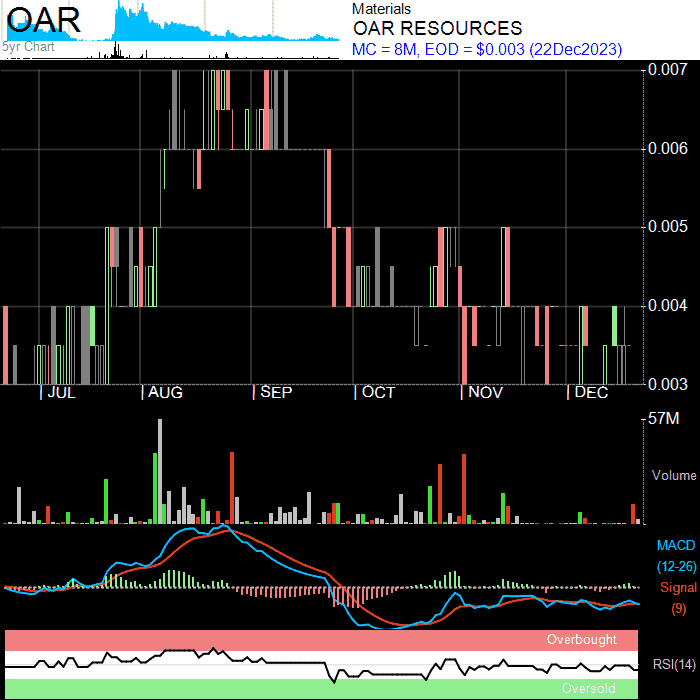 OAR
5yr Chart
Materials
OAR RESOURCES
MC = 8M, EOD = $0.003 (22Dec2023)
0.007
0.006
0.005
0.004
0.003
JUL AUG SEP OCT NOV DEC
57M
Volume
MACD
(12-26)
Signal
(9)
Overbought
RSI(14)
Oversold